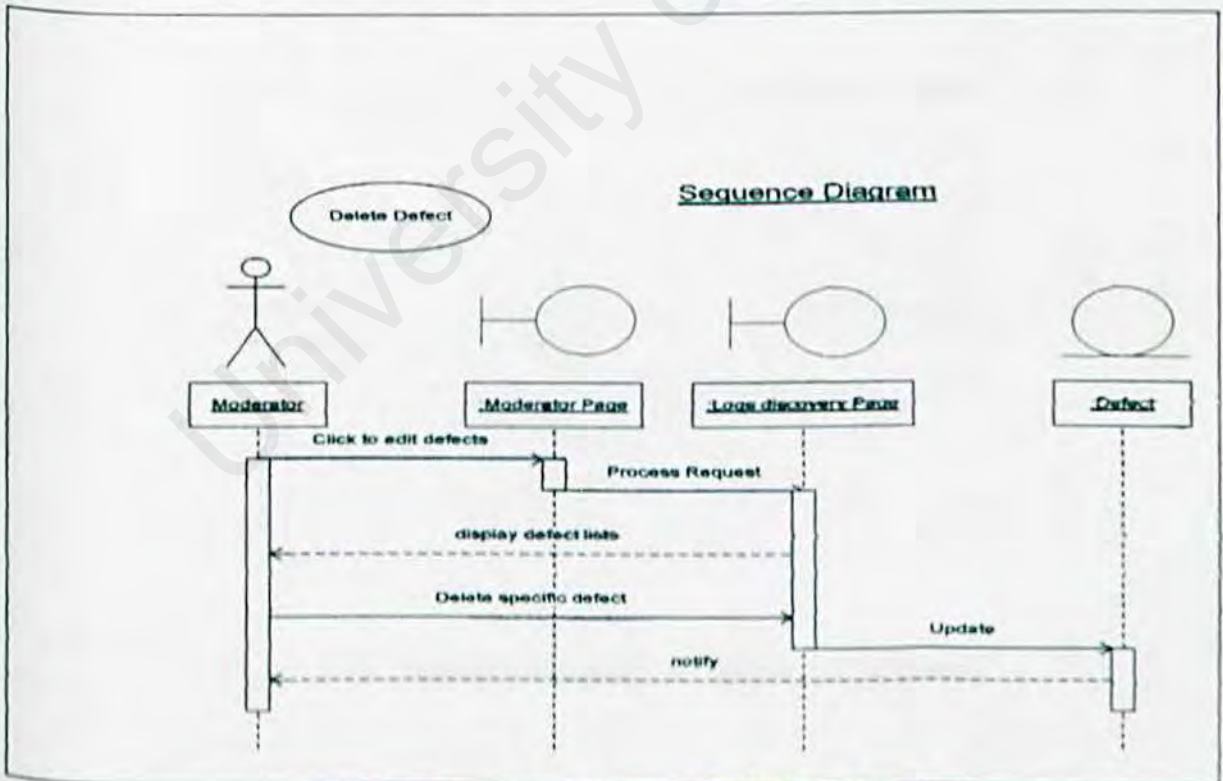 University
Sequence Diagram
Delete Defect
Moderator
:Moderator Page
:Logs discovery Page
:Defect
Click to edit defects
Process Request
display defect lists
Delete specific defect
Update
notify